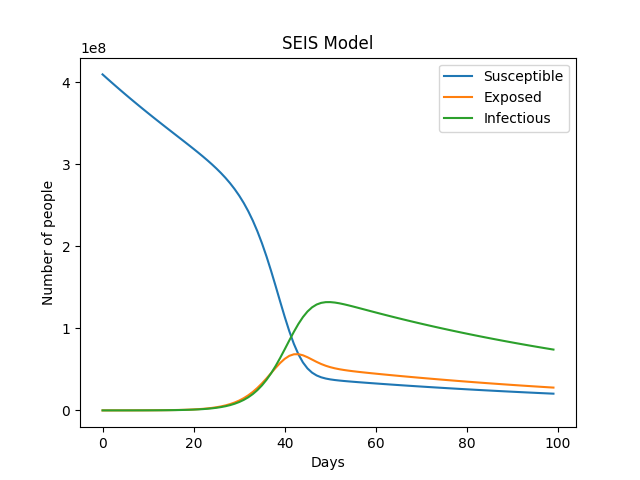 SEIS Model
1e8
Susceptible
Exposed
Infectious
4
3
2
1
0
Number of people
0 20 40 60 80 100
Days